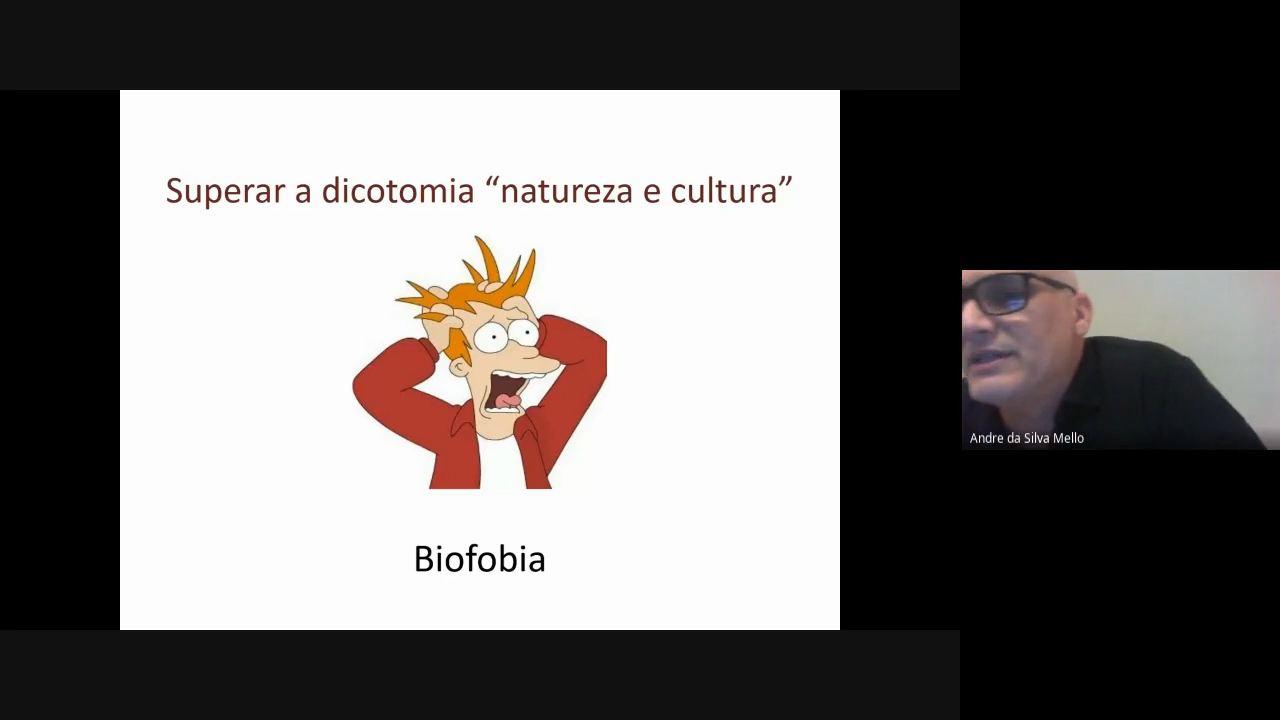 Superar a dicotomia “natureza e cultura”
Biofobia
Andre da Silva Mello